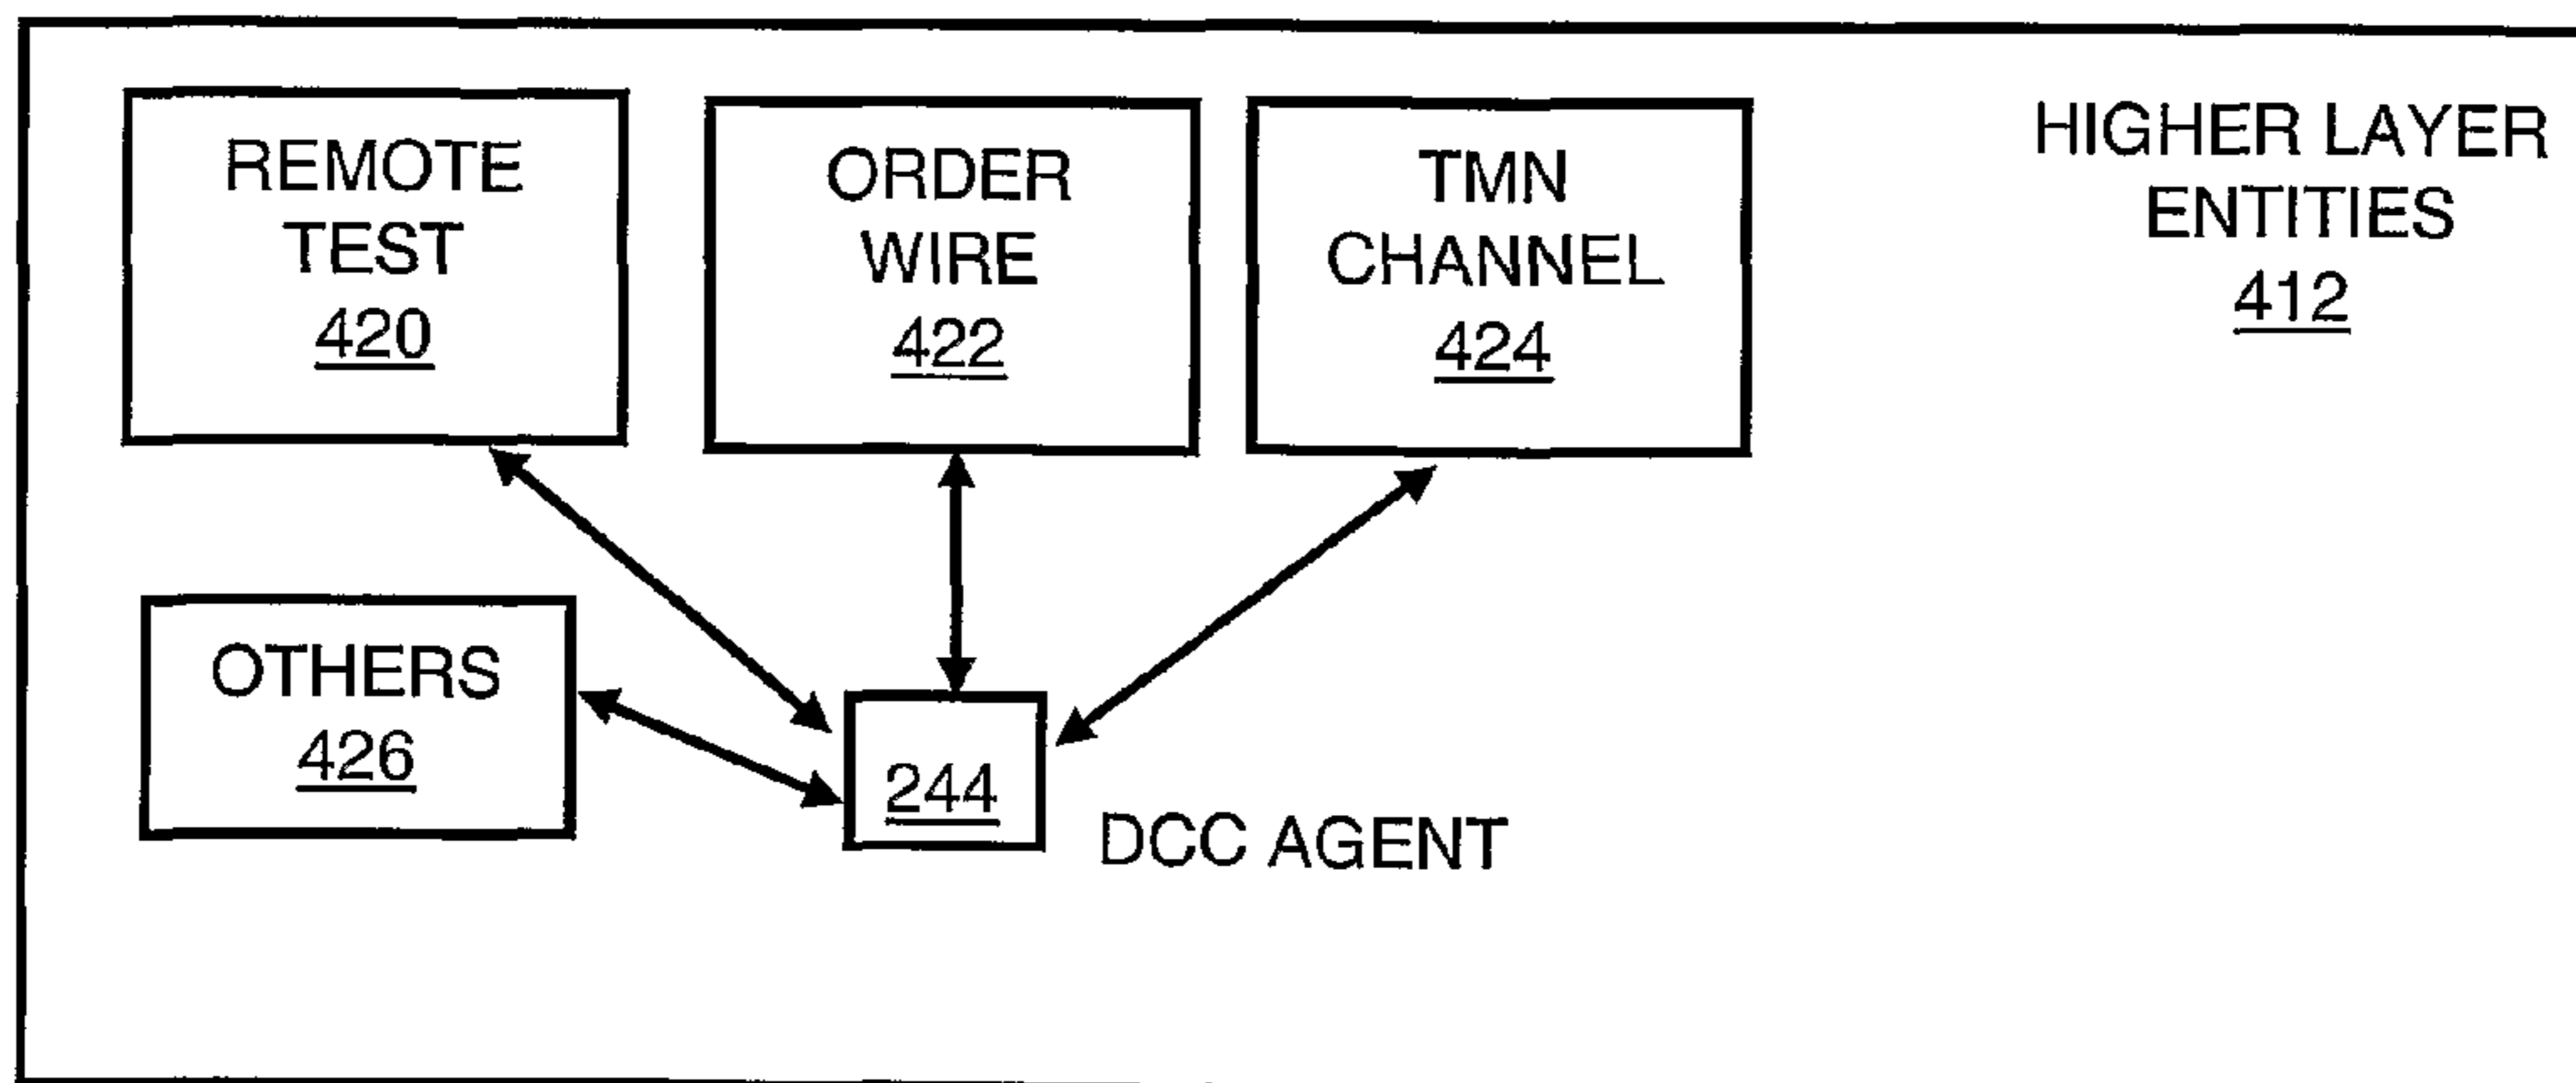 REMOTE
TEST
420
ORDER
WIRE
422
TMN
CHANNEL
424
HIGHER LAYER
ENTITIES
412
OTHERS
426
244
DCC AGENT